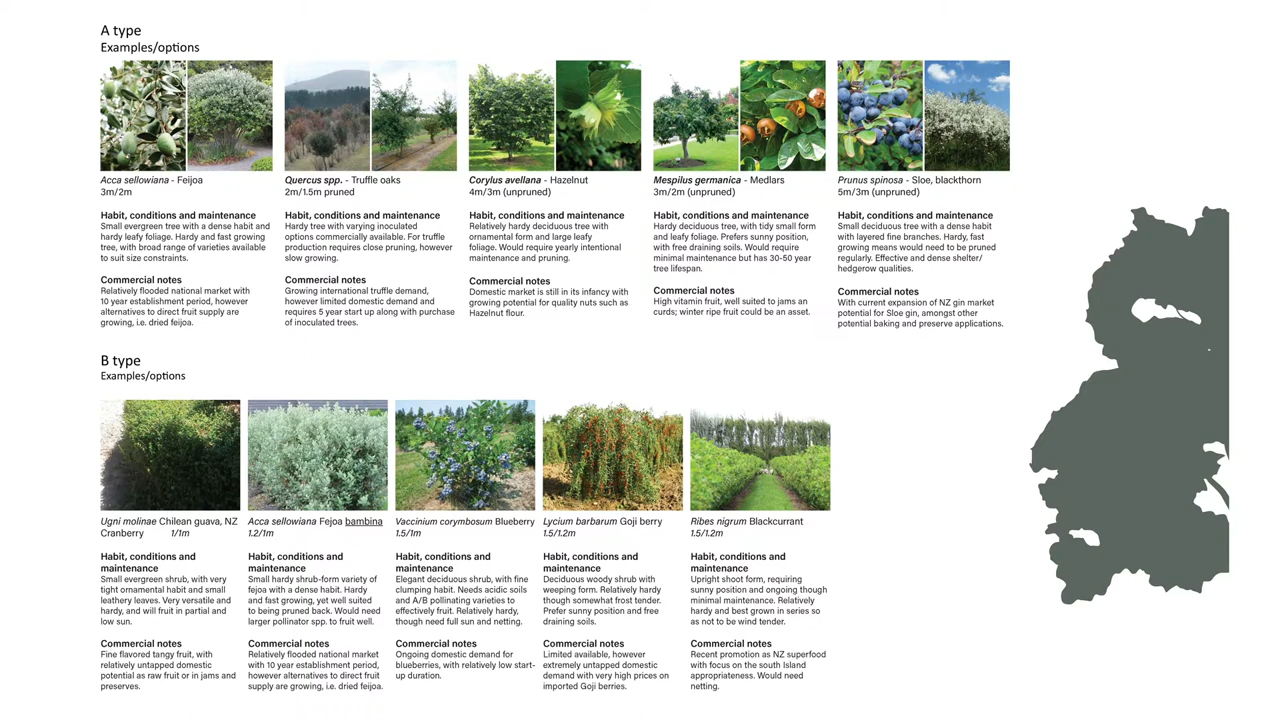 A type
Examples/options
Acca sellowiana - Feijoa
3m/2m
Habit, conditions and maintenance
Small evergreen tree with a dense habit and
hardy leafy foliage. Hardy and fast growing
tree, with broad range of varieties available
to suit size constraints.
Commercial notes
Relatively flooded national market with
10 year establishment period, however
alternatives to direct fruit supply are
growing, i.e. dried feijoa.
Quercus spp. - Truffle oaks
2m/1.5m pruned
Habit, conditions and maintenance
Hardy tree with varying inoculated
options commercially available. For truffle
production requires close pruning, however
slow growing.
Commercial notes
Growing international truffle demand,
however limited domestic demand and
requires 5 year start up along with purchase
of inoculated trees.
Corylus avellana - Hazelnut
4m/3m (unpruned)
Habit, conditions and maintenance
Relatively hardy deciduous tree with
ornamental form and large leafy
foliage. Would require yearly intentional
maintenance and pruning.
Commercial notes
Domestic market is still in its infancy with
growing potential for quality nuts such as
Hazelnut flour.
Mespilus germanica - Medlars
3m/2m (unpruned)
Habit, conditions and maintenance
Hardy deciduous tree, with tidy small form
and leafy foliage. Prefers sunny position,
with free draining soils. Would require
minimal maintenance but has 30-50 year
tree lifespan.
Commercial notes
High vitamin fruit, well suited to jams an
curds; winter ripe fruit could be an asset.
Prunus spinosa - Sloe, blackthorn
5m/3m (unpruned)
Habit, conditions and maintenance
Small deciduous tree with a dense habit
with layered fine branches. Hardy, fast
growing means would need to be pruned
regularly. Effective and dense shelter/
hedgerow qualities.
Commercial notes
With current expansion of NZ gin market
potential for Sloe gin, amongst other
potential baking and preserve applications.
B type
Examples/options
Ugni molinae Chilean guava, NZ
Cranberry 1/1m
Habit, conditions and
maintenance
Small evergreen shrub, with very
tight ornamental habit and small
leathery leaves. Very versatile and
hardy, and will fruit in partial and
low sun.
Commercial notes
Fine flavored tangy fruit, with
relatively untapped domestic
potential as raw fruit or in jams and
preserves.
Acca sellowiana Fejoa bambina
1.2/1m
Habit, conditions and
maintenance
Small hardy shrub-form variety of
fejoa with a dense habit. Hardy
and fast growing, yet well suited
to being pruned back. Would need
larger pollinator spp. to fruit well.
Commercial notes
Relatively flooded national market
with 10 year establishment period,
however alternatives to direct fruit
supply are growing, i.e. dried feijoa.
Vaccinium corymbosum Blueberry
1.5/1m
Habit, conditions and
maintenance
Elegant deciduous shrub, with fine
clumping habit. Needs acidic soils
and A/B pollinating varieties to
effectively fruit. Relatively hardy,
though need full sun and netting.
Commercial notes
Ongoing domestic demand for
blueberries, with relatively low start-
up duration.
Lycium barbarum Goji berry
1.5/1.2m
Habit, conditions and
maintenance
Deciduous woody shrub with
weeping form. Relatively hardy
though somewhat frost tender.
Prefer sunny position and free
draining soils.
Commercial notes
Limited available, however
extremely untapped domestic
demand with very high prices on
imported Goji berries.
Ribes nigrum Blackcurrant
1.5/1.2m
Habit, conditions and
maintenance
Upright shoot form, requiring
sunny position and ongoing though
minimal maintenance. Relatively
hardy and best grown in series so
as not to be wind tender.
Commercial notes
Recent promotion as NZ superfood
with focus on the south Island
appropriateness. Would need
netting.